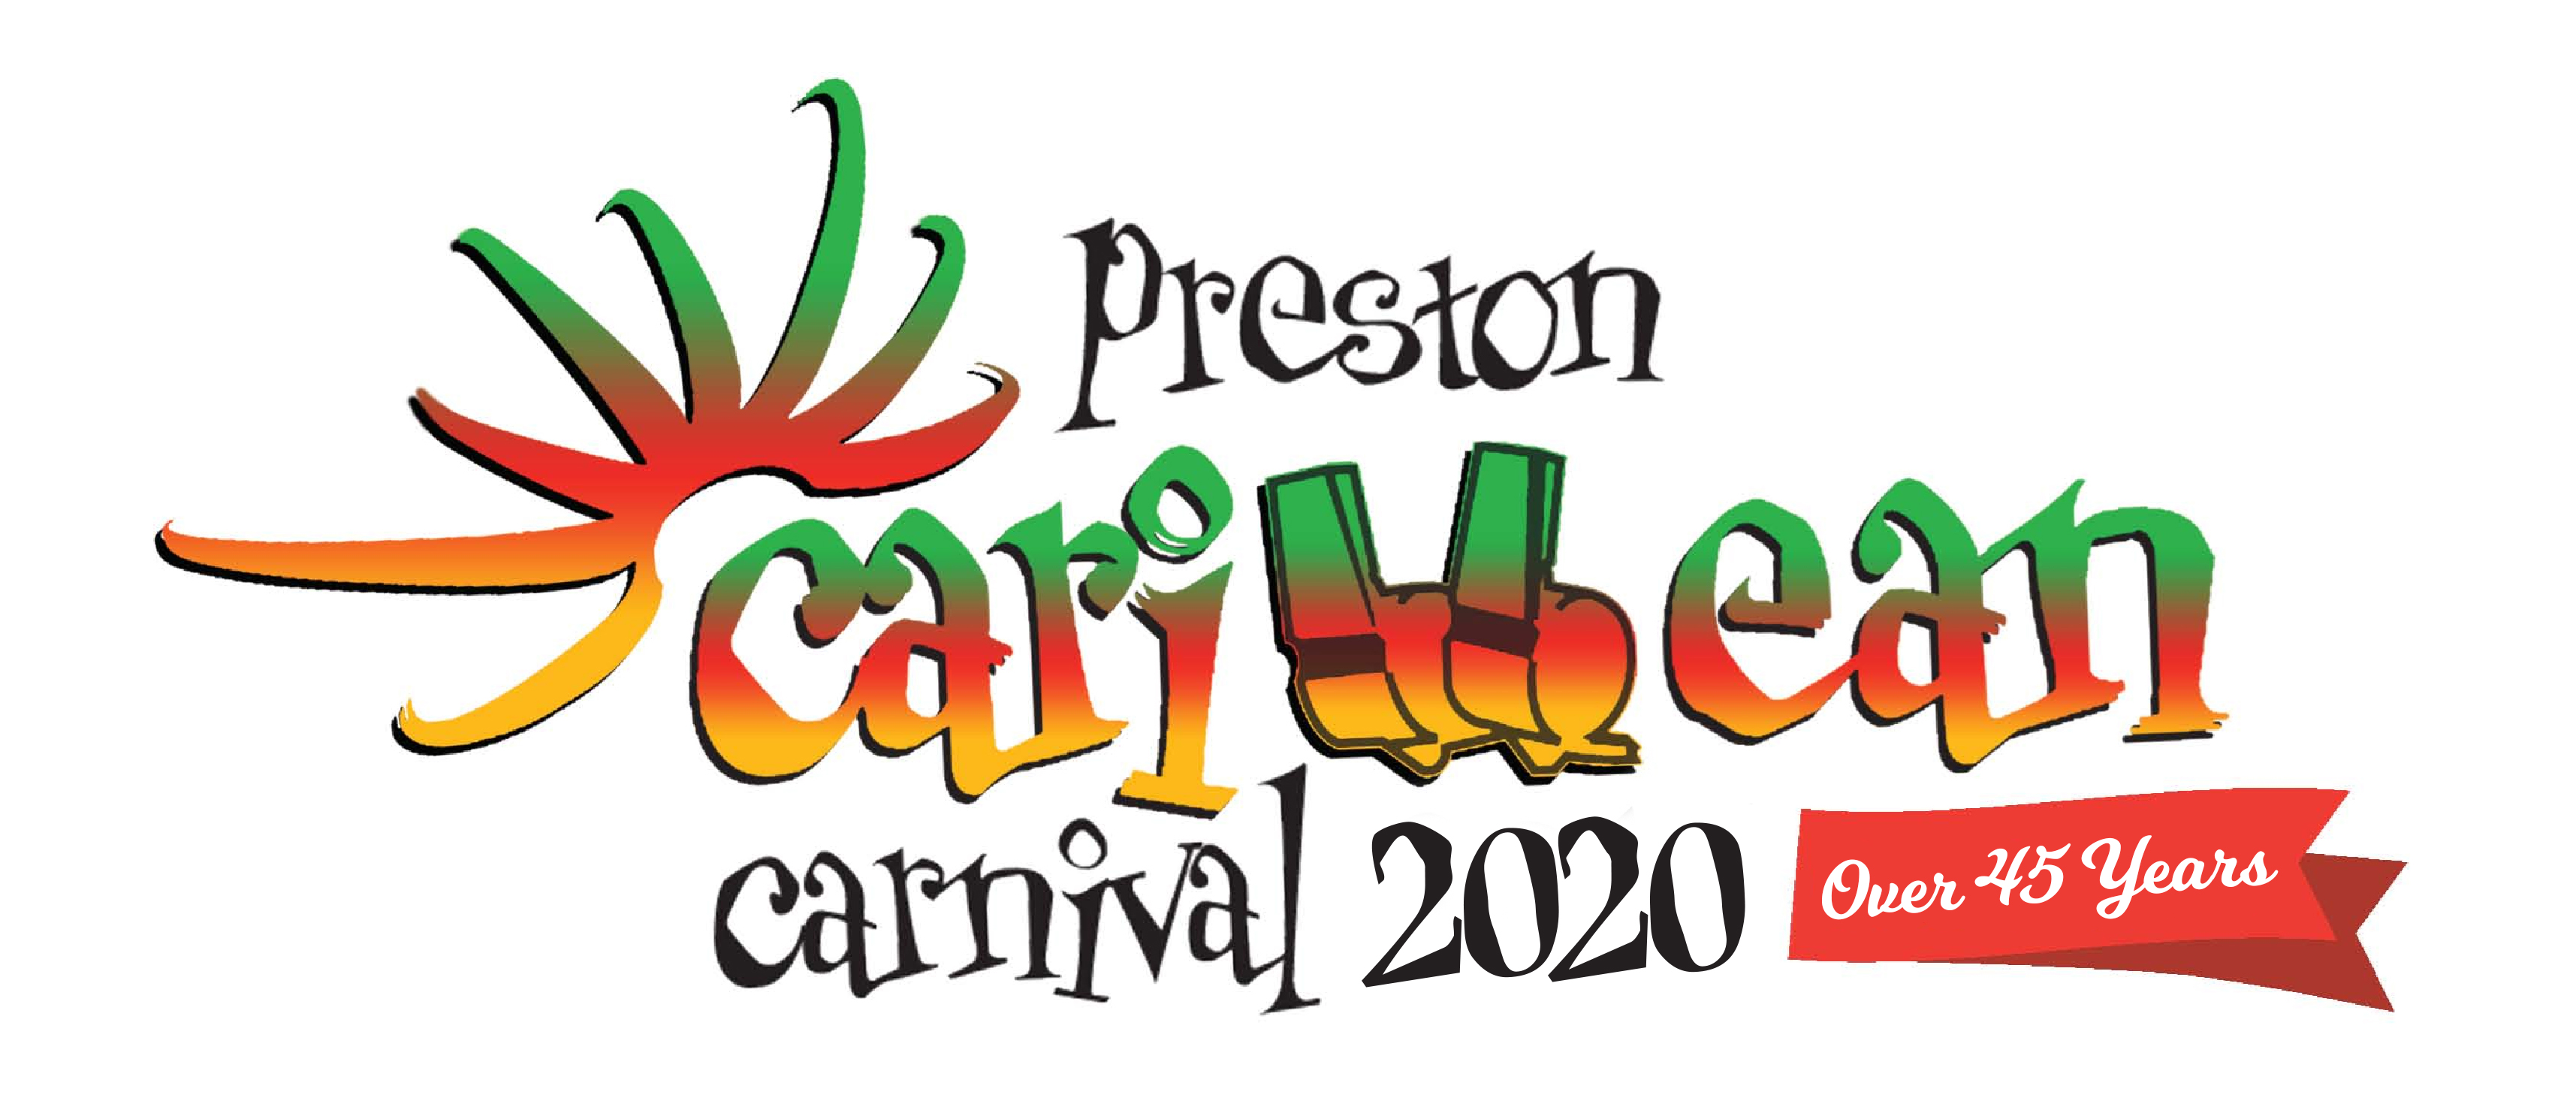 preston
caribbean
carnival 2020
Over 45 Years